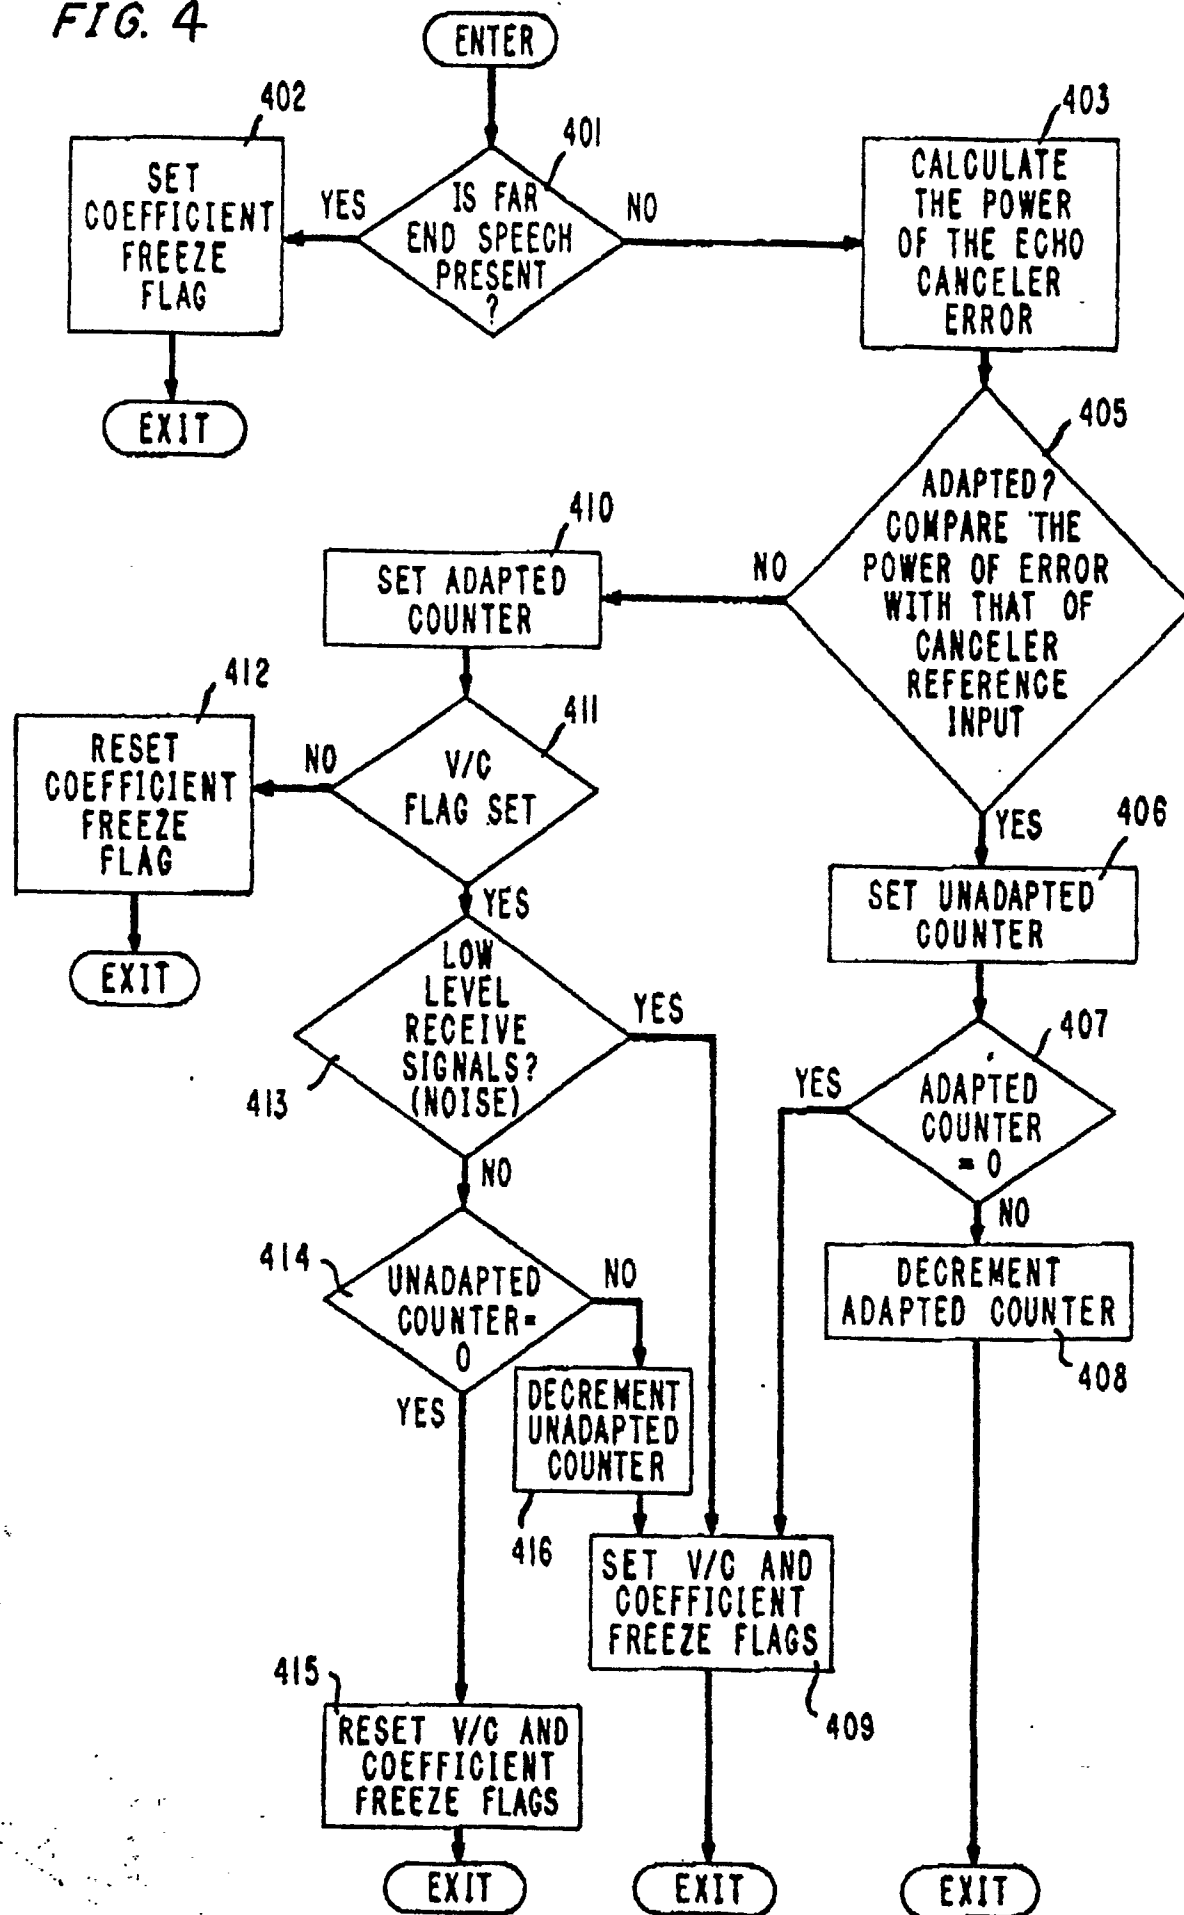 FIG. 4
ENTER
402
401
403
SET
COEFFICIENT
FREEZE
FLAG
YES
IS FAR
END SPEECH
PRESENT
?
NO
CALCULATE
THE POWER
OF THE ECHO
CANCELER
ERROR
EXIT
405
ADAPTED?
COMPARE THE
POWER OF ERROR
WITH THAT OF
CANCELER
REFERENCE
INPUT
NO
410
SET ADAPTED
COUNTER
412
411
RESET
COEFFICIENT
FREEZE
FLAG
NO
V/C
FLAG SET
YES
EXIT
YES
406
SET UNADAPTED
COUNTER
LOW
LEVEL
RECEIVE
SIGNALS?
(NOISE)
YES
413
NO
407
YES
ADAPTED
COUNTER
= 0
NO
414
UNADAPTED
COUNTER=
0
NO
YES
DECREMENT
ADAPTED COUNTER
408
DECREMENT
UNADAPTED
COUNTER
416
SET V/C AND
COEFFICIENT
FREEZE FLAGS
409
415
RESET V/C AND
COEFFICIENT
FREEZE FLAGS
EXIT
EXIT
EXIT